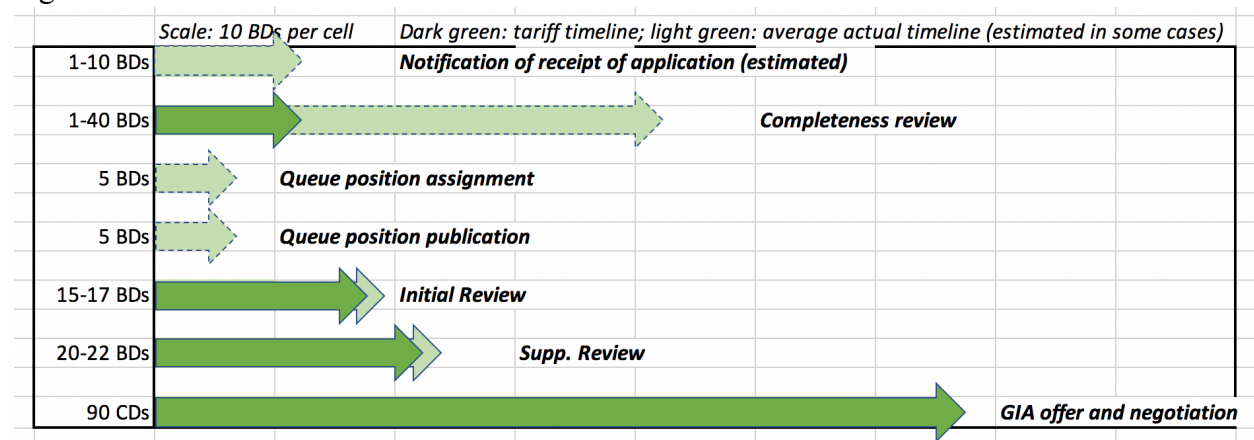 Scale: 10 BDs per cell Dark green: tariff timeline; light green: average actual timeline (estimated in some cases)
1-10 BDs Notification of receipt of application (estimated)
1-40 BDs Completeness review
5 BDs Queue position assignment
5 BDs Queue position publication
15-17 BDs Initial Review
20-22 BDs Supp. Review
90 CDs GIA offer and negotiation